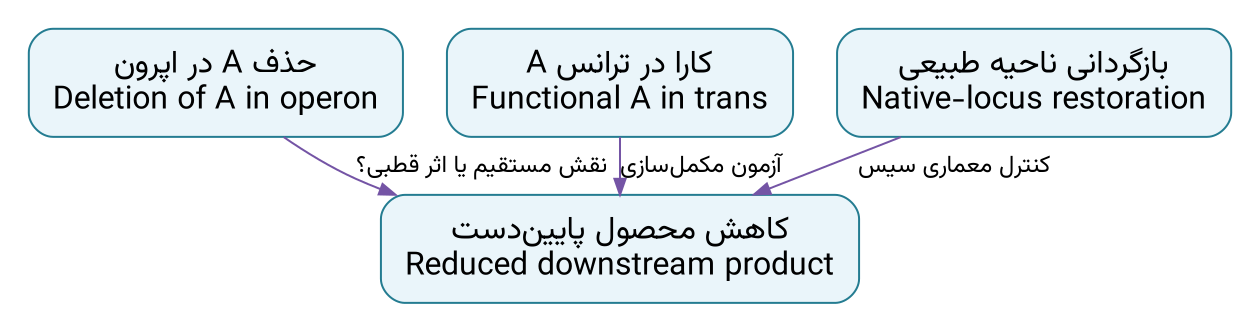 حذف A در اپرون
Deletion of A in operon
A کارا در ترانس
Functional A in trans
بازگردانی ناحیه طبیعی
Native-locus restoration
نقش مستقیم یا اثر قطبی؟
آزمون مکمل‌سازی
کنترل معماری سیس
کاهش محصول پایین‌دست
Reduced downstream product